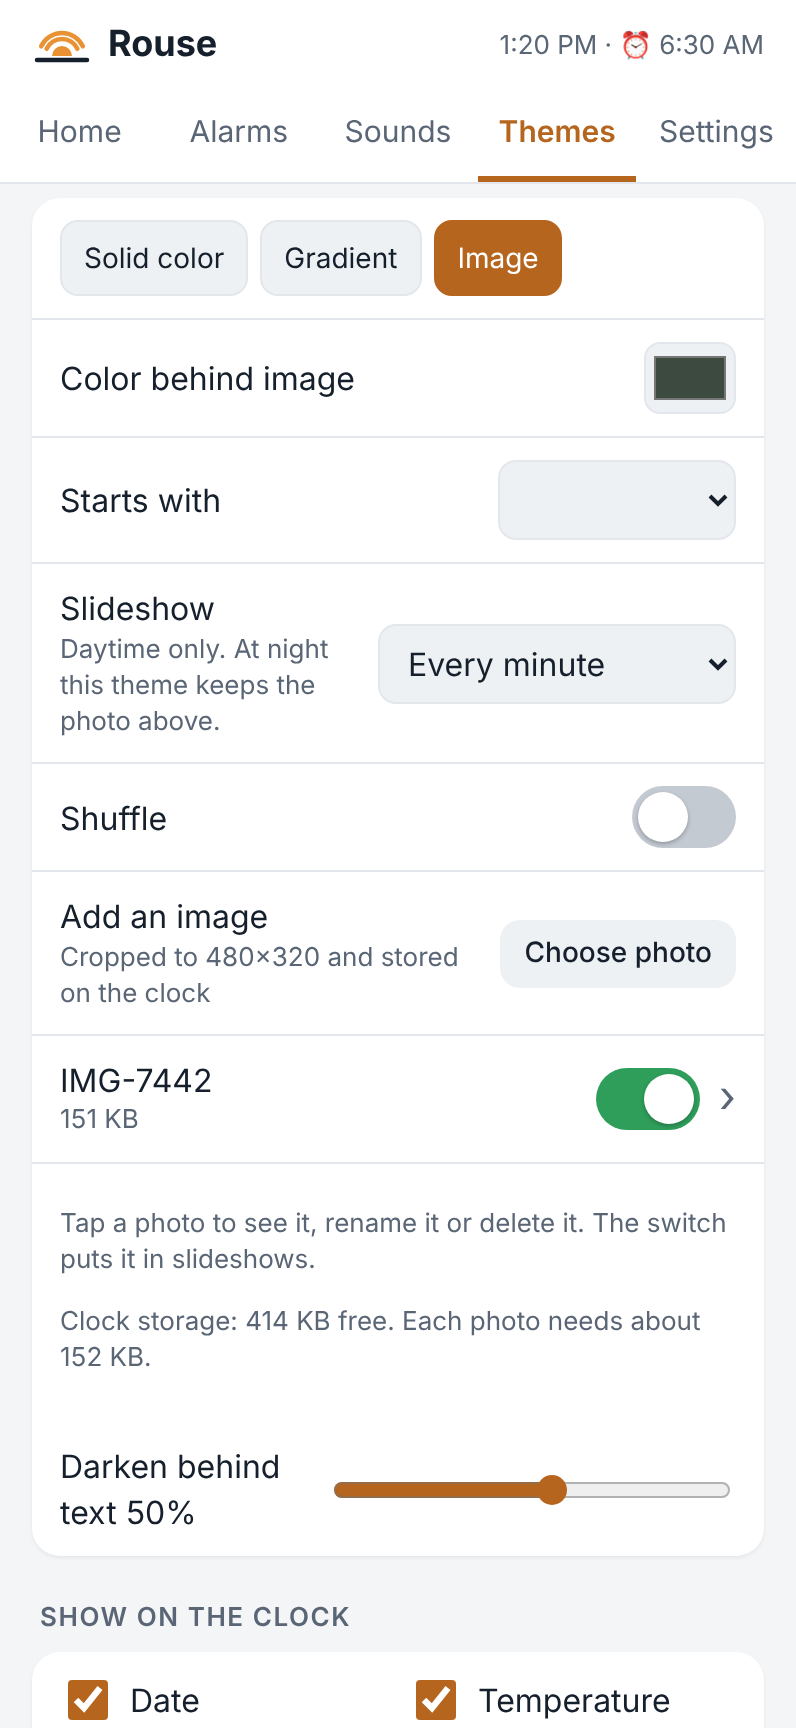 Rouse
1:20 PM · ⏰ 6:30 AM
Home Alarms Sounds Themes Settings
Solid color Gradient Image
Color behind image
Starts with
Slideshow
Daytime only. At night
this theme keeps the
photo above.
Every minute
Shuffle
Add an image
Cropped to 480×320 and stored
on the clock
Choose photo
IMG-7442
151 KB
Tap a photo to see it, rename it or delete it. The switch
puts it in slideshows.
Clock storage: 414 KB free. Each photo needs about
152 KB.
Darken behind
text 50%
SHOW ON THE CLOCK
Date Temperature